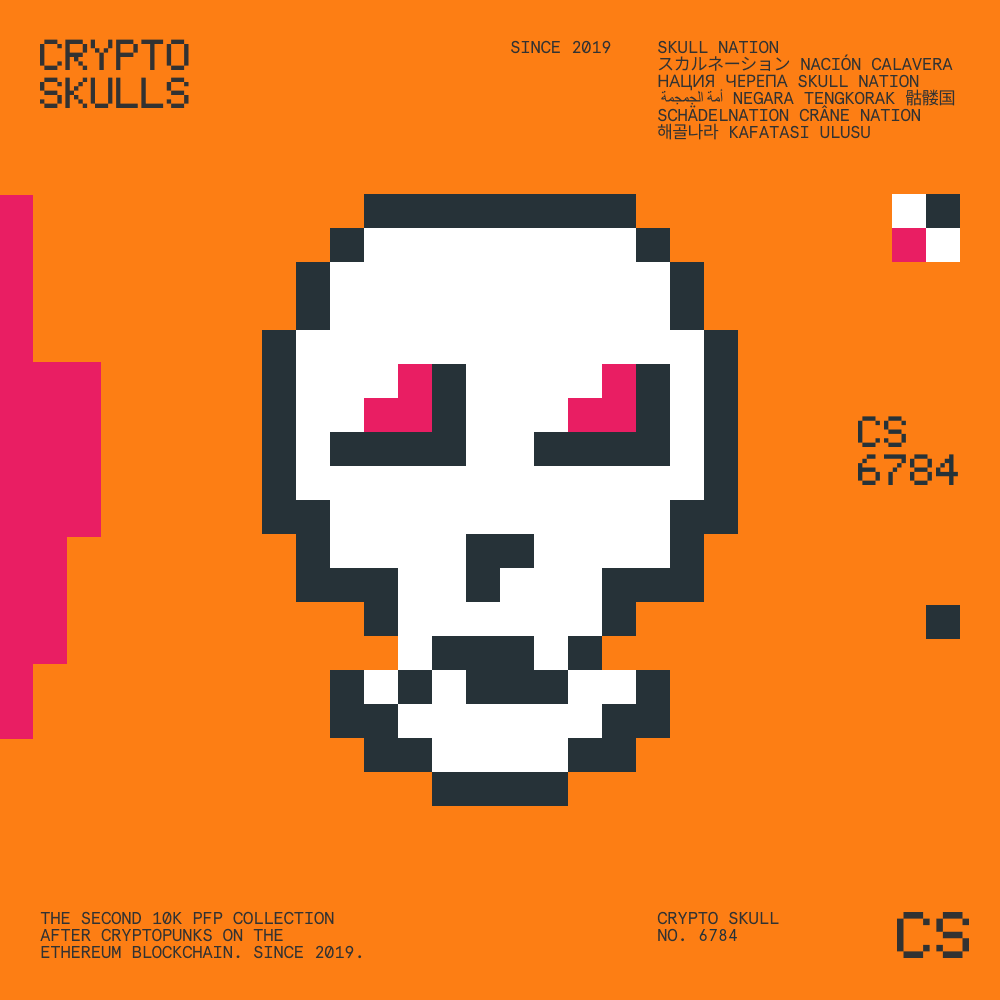 CRYPTO
SKULLS
SINCE 2019
SKULL NATION
スカルネーション NACIÓN CALAVERA
НАЦИЯ ЧЕРЕПА SKULL NATION
أمة الجمجمة NEGARA TENGKORAK 骷髅国
SCHÄDELNATION CRÂNE NATION
해골나라 KAFATASI ULUSU
CS
6784
THE SECOND 10K PFP COLLECTION
AFTER CRYPTOPUNKS ON THE
ETHEREUM BLOCKCHAIN. SINCE 2019.
CRYPTO SKULL
NO. 6784
CS